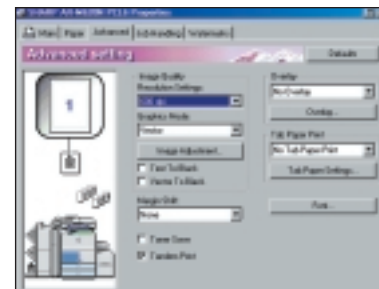 Main Paper Advanced Job Handling Watermarks
Advanced setting
Defaults
1
Image Quality
Resolution Settings:
Graphics Mode:
Vector
Image Adjustment...
Text To Black
Vector To Black
Margin Shift:
None
Toner Save
Tandem Print
Overlay
No Overlay
Overlay...
Tab Paper Print
No Tab Paper Print
Tab Paper Settings...
Font...